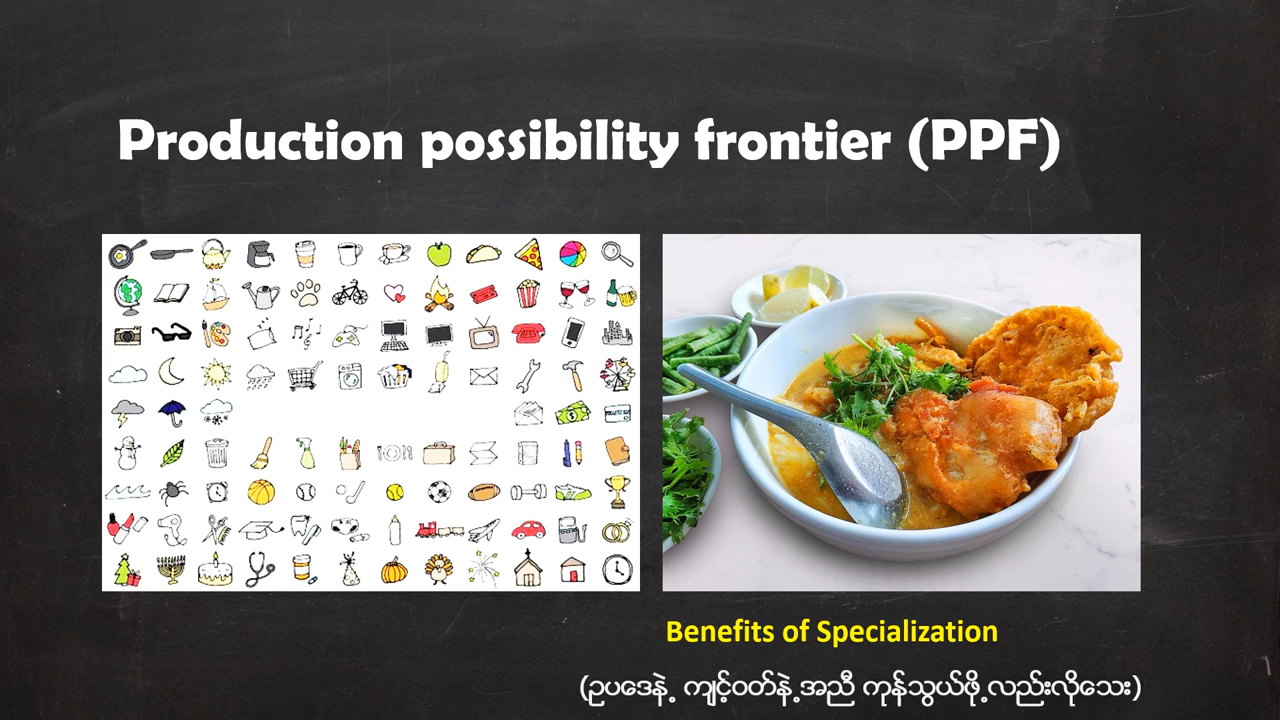 Production possibility frontier (PPF)
Benefits of Specialization
(ဥပဒေနဲ့ ကျင့်ဝတ်နဲ့အညီ ကုန်သွယ်ဖို့လည်းလိုသေး)